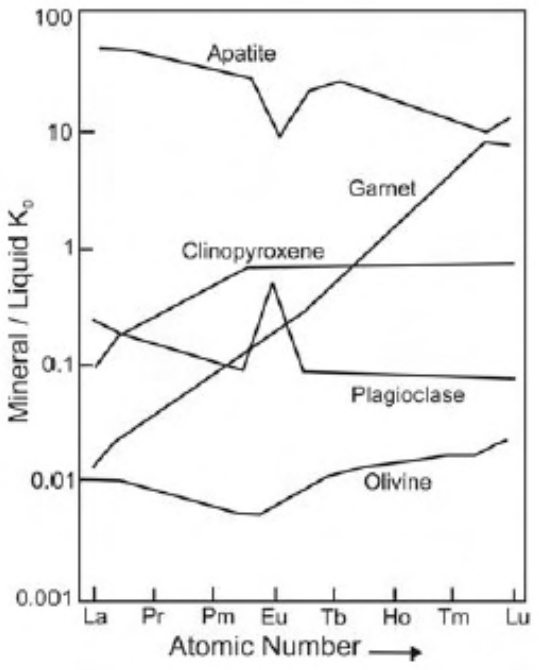 100
Apatite
10
Garnet
Clinopyroxene
1
0.1
Plagioclase
0.01
Olivine
0.001
La Pr Pm Eu Tb Ho Tm Lu
Atomic Number
Mineral / Liquid K₀